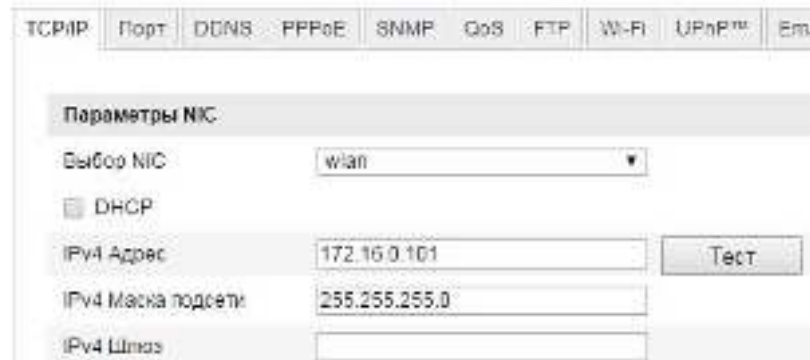 TCP/IP Порт DDNS PPPoE SNMP QoS FTP Wi-Fi UPnP™ Ema
Параметры NIC
Выбор NIC wlan
DHCP
IPv4 Адрес 172.16.0.101 Тест
IPv4 Маска подсети 255.255.255.0
IPv4 Шлюз